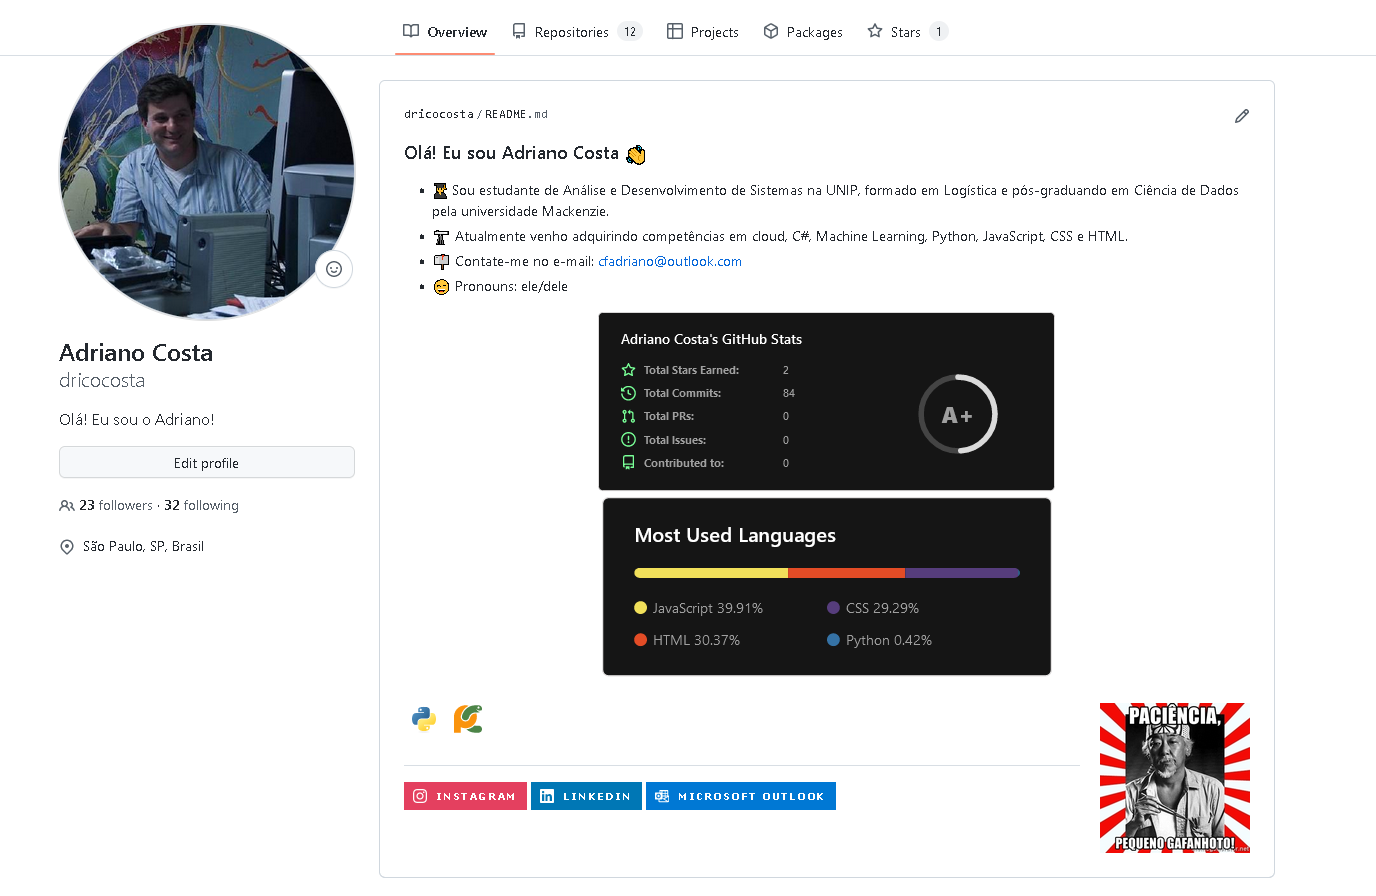 Overview
Repositories 12
Projects
Packages
Stars 1
dricocosta/README.md
Olá! Eu sou Adriano Costa
Sou estudante de Análise e Desenvolvimento de Sistemas na UNIP, formado em Logística e pós-graduando em Ciência de Dados
pela universidade Mackenzie.
Atualmente venho adquirindo competências em cloud, C#, Machine Learning, Python, JavaScript, CSS e HTML.
Contate-me no e-mail: cfadriano@outlook.com
Pronouns: ele/dele
Adriano Costa
dricocosta
Olá! Eu sou o Adriano!
Edit profile
23 followers · 32 following
São Paulo, SP, Brasil
Adriano Costa's GitHub Stats
Total Stars Earned: 2
Total Commits: 84
Total PRs: 0
Total Issues: 0
Contributed to: 0
A+
Most Used Languages
JavaScript 39.91%
CSS 29.29%
HTML 30.37%
Python 0.42%
PACIÊNCIA,
PEQUENO GAFANHOTO!
INSTAGRAM
LINKEDIN
MICROSOFT OUTLOOK